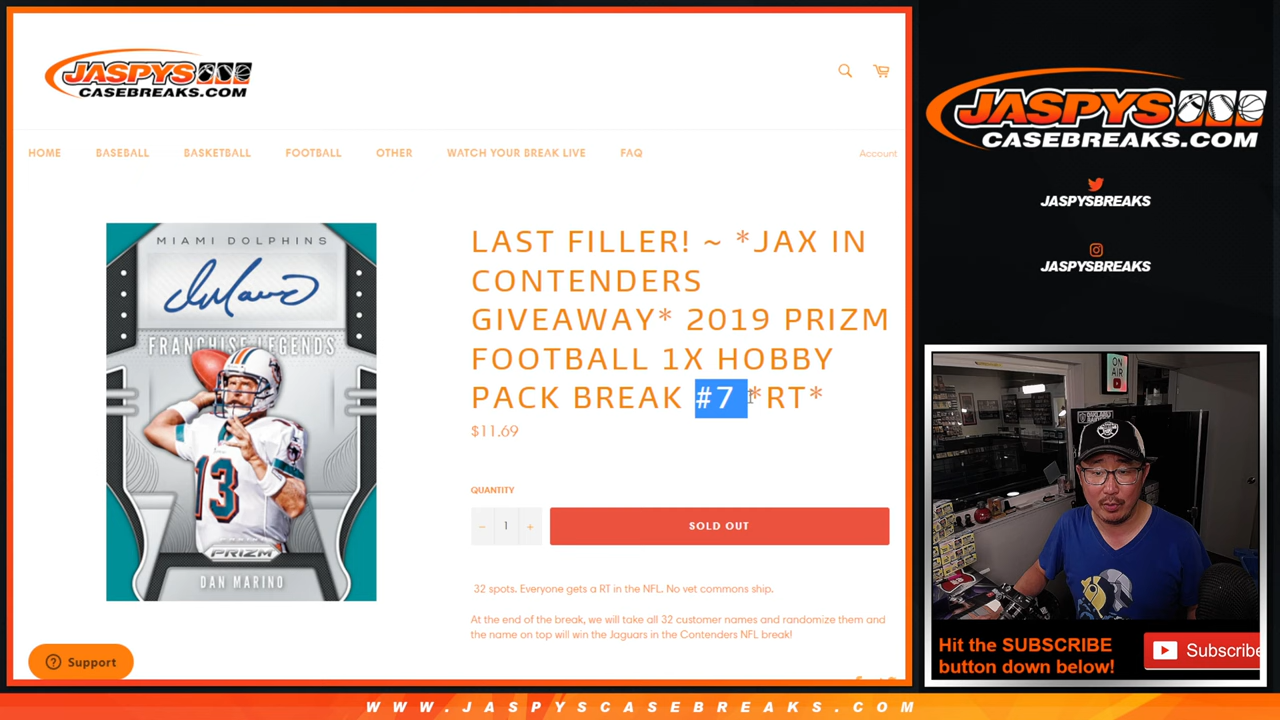 JASPYS
CASEBREAKS.COM
HOME BASEBALL BASKETBALL FOOTBALL OTHER WATCH YOUR BREAK LIVE FAQ Account
MIAMI DOLPHINS
FRANCHISE LEGENDS
13
PRIZM
DAN MARINO
LAST FILLER! ~ *JAX IN
CONTENDERS
GIVEAWAY* 2019 PRIZM
FOOTBALL 1X HOBBY
PACK BREAK #7 *RT*
$11.69
QUANTITY
− 1 +
SOLD OUT
32 spots. Everyone gets a RT in the NFL. No vet commons ship.
At the end of the break, we will take all 32 customer names and randomize them and
the name on top will win the Jaguars in the Contenders NFL break!
Support
JASPYS
CASEBREAKS.COM
JASPYSBREAKS
JASPYSBREAKS
ON
AIR
Hit the SUBSCRIBE
button down below!
Subscribe
WWW.JASPYSCASEBREAKS.COM